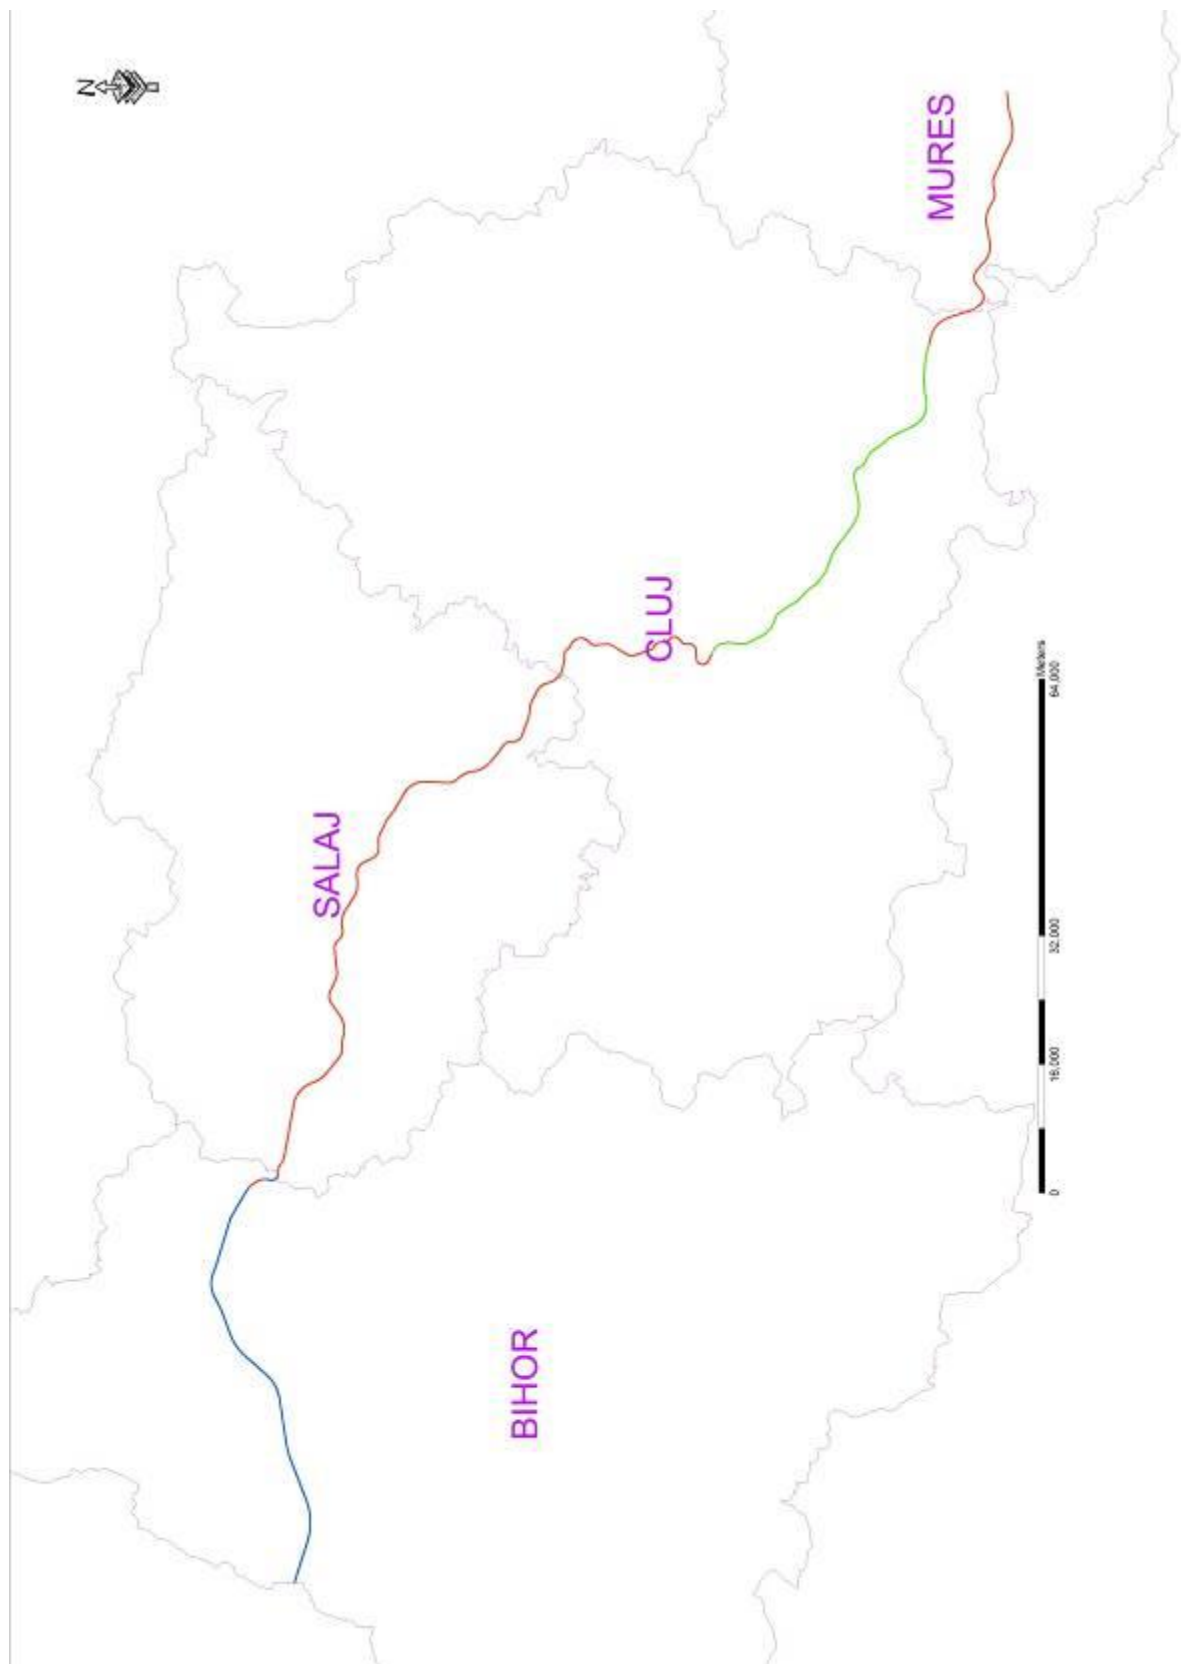 N
MURES
CLUJ
SALAJ
BIHOR
0
16.000
32.000
64.000
Meters